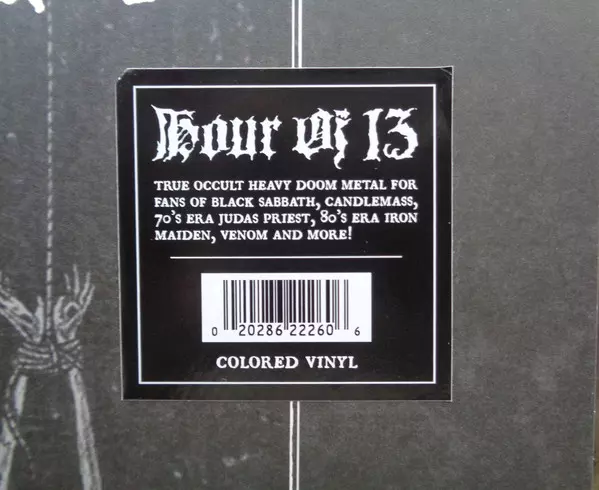 Hour Of 13
TRUE OCCULT HEAVY DOOM METAL FOR
FANS OF BLACK SABBATH, CANDLEMASS,
70'S ERA JUDAS PRIEST, 80'S ERA IRON
MAIDEN, VENOM AND MORE!
0 20286 22260 6
COLORED VINYL